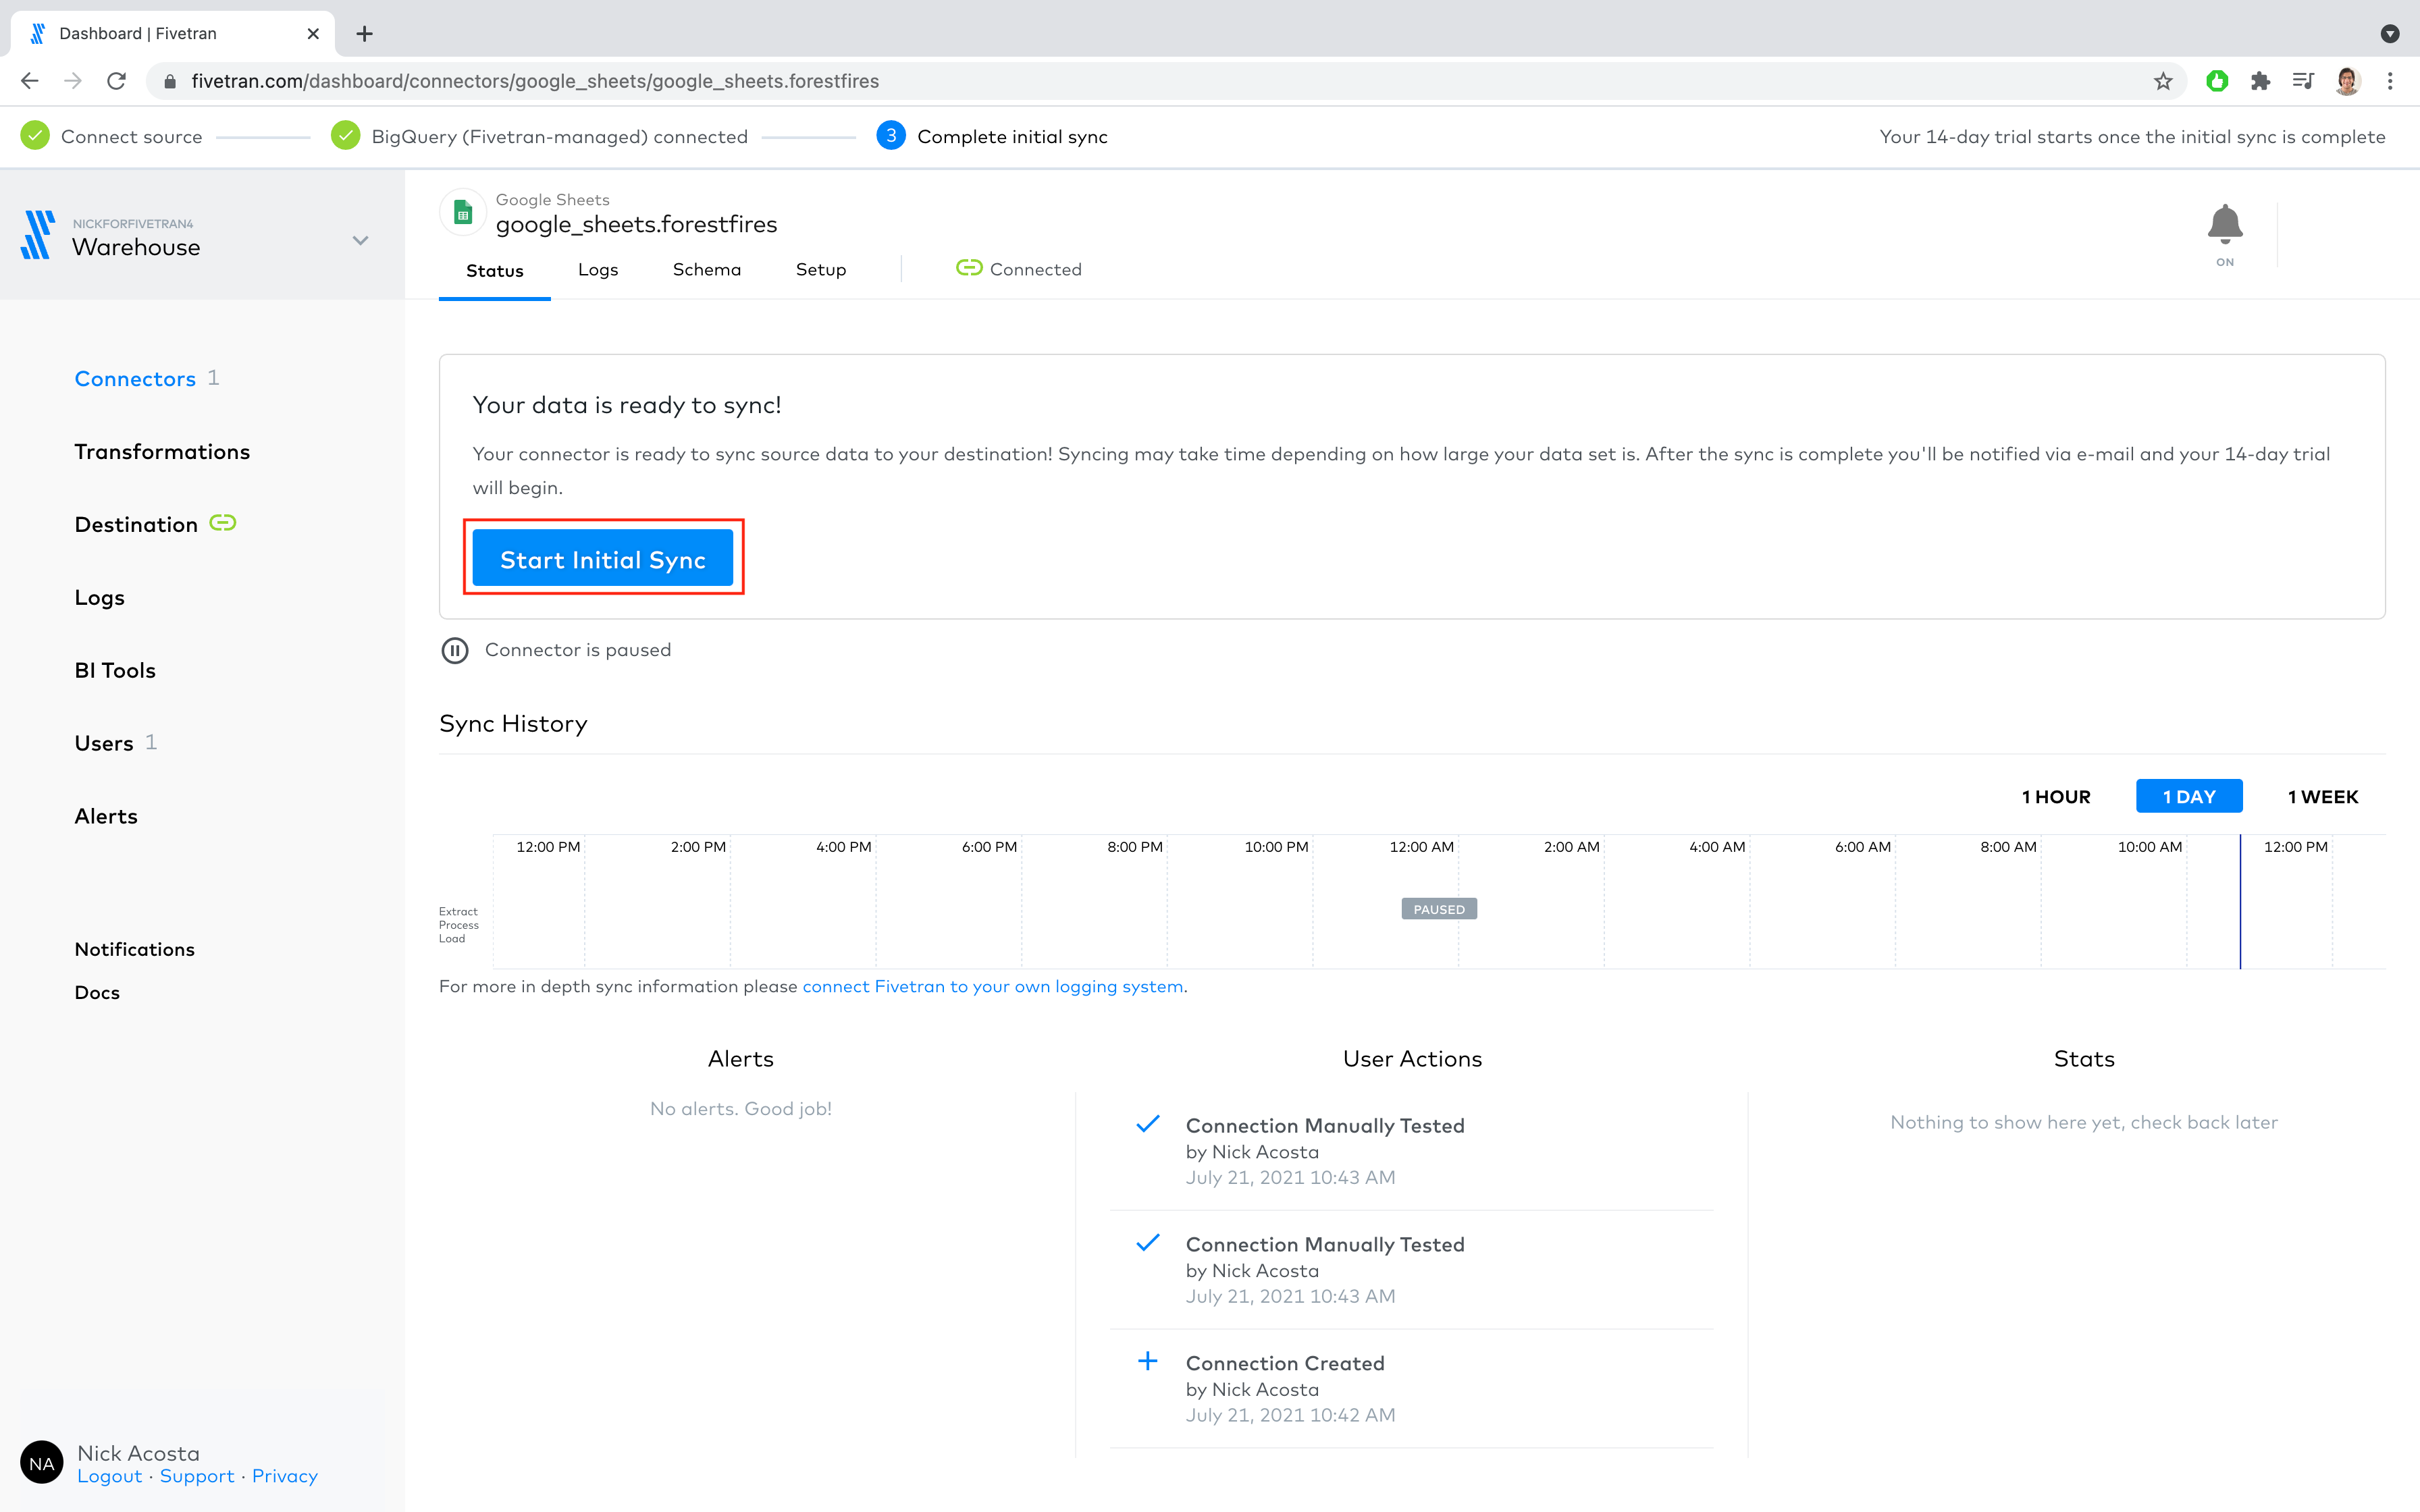 Dashboard | Fivetran
fivetran.com/dashboard/connectors/google_sheets/google_sheets.forestfires
Connect source
BigQuery (Fivetran-managed) connected
3 Complete initial sync
Your 14-day trial starts once the initial sync is complete
NICKFORFIVETRAN4
Warehouse
Connectors 1
Transformations
Destination
Logs
BI Tools
Users 1
Alerts
Notifications
Docs
NA
Nick Acosta
Logout · Support · Privacy
Google Sheets
google_sheets.forestfires
Status Logs Schema Setup Connected
ON
Your data is ready to sync!
Your connector is ready to sync source data to your destination! Syncing may take time depending on how large your data set is. After the sync is complete you'll be notified via e-mail and your 14-day trial
will begin.
Start Initial Sync
Connector is paused
Sync History
1 HOUR 1 DAY 1 WEEK
12:00 PM 2:00 PM 4:00 PM 6:00 PM 8:00 PM 10:00 PM 12:00 AM 2:00 AM 4:00 AM 6:00 AM 8:00 AM 10:00 AM 12:00 PM
PAUSED
Extract
Process
Load
For more in depth sync information please connect Fivetran to your own logging system.
Alerts
No alerts. Good job!
User Actions
Connection Manually Tested
by Nick Acosta
July 21, 2021 10:43 AM
Connection Manually Tested
by Nick Acosta
July 21, 2021 10:43 AM
Connection Created
by Nick Acosta
July 21, 2021 10:42 AM
Stats
Nothing to show here yet, check back later